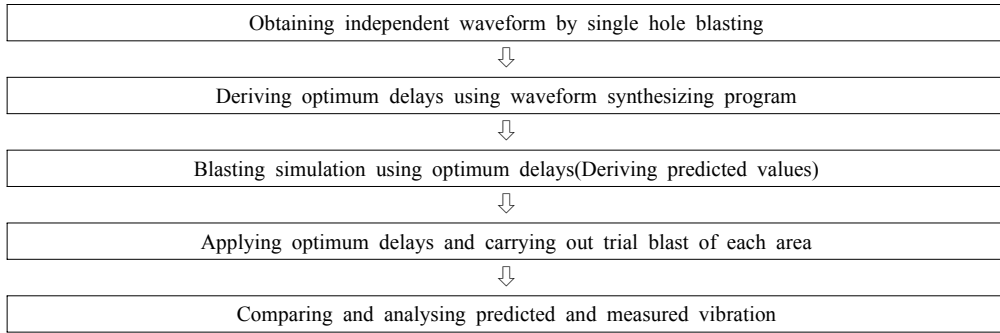 Obtaining independent waveform by single hole blasting
Deriving optimum delays using waveform synthesizing program
Blasting simulation using optimum delays(Deriving predicted values)
Applying optimum delays and carrying out trial blast of each area
Comparing and analysing predicted and measured vibration